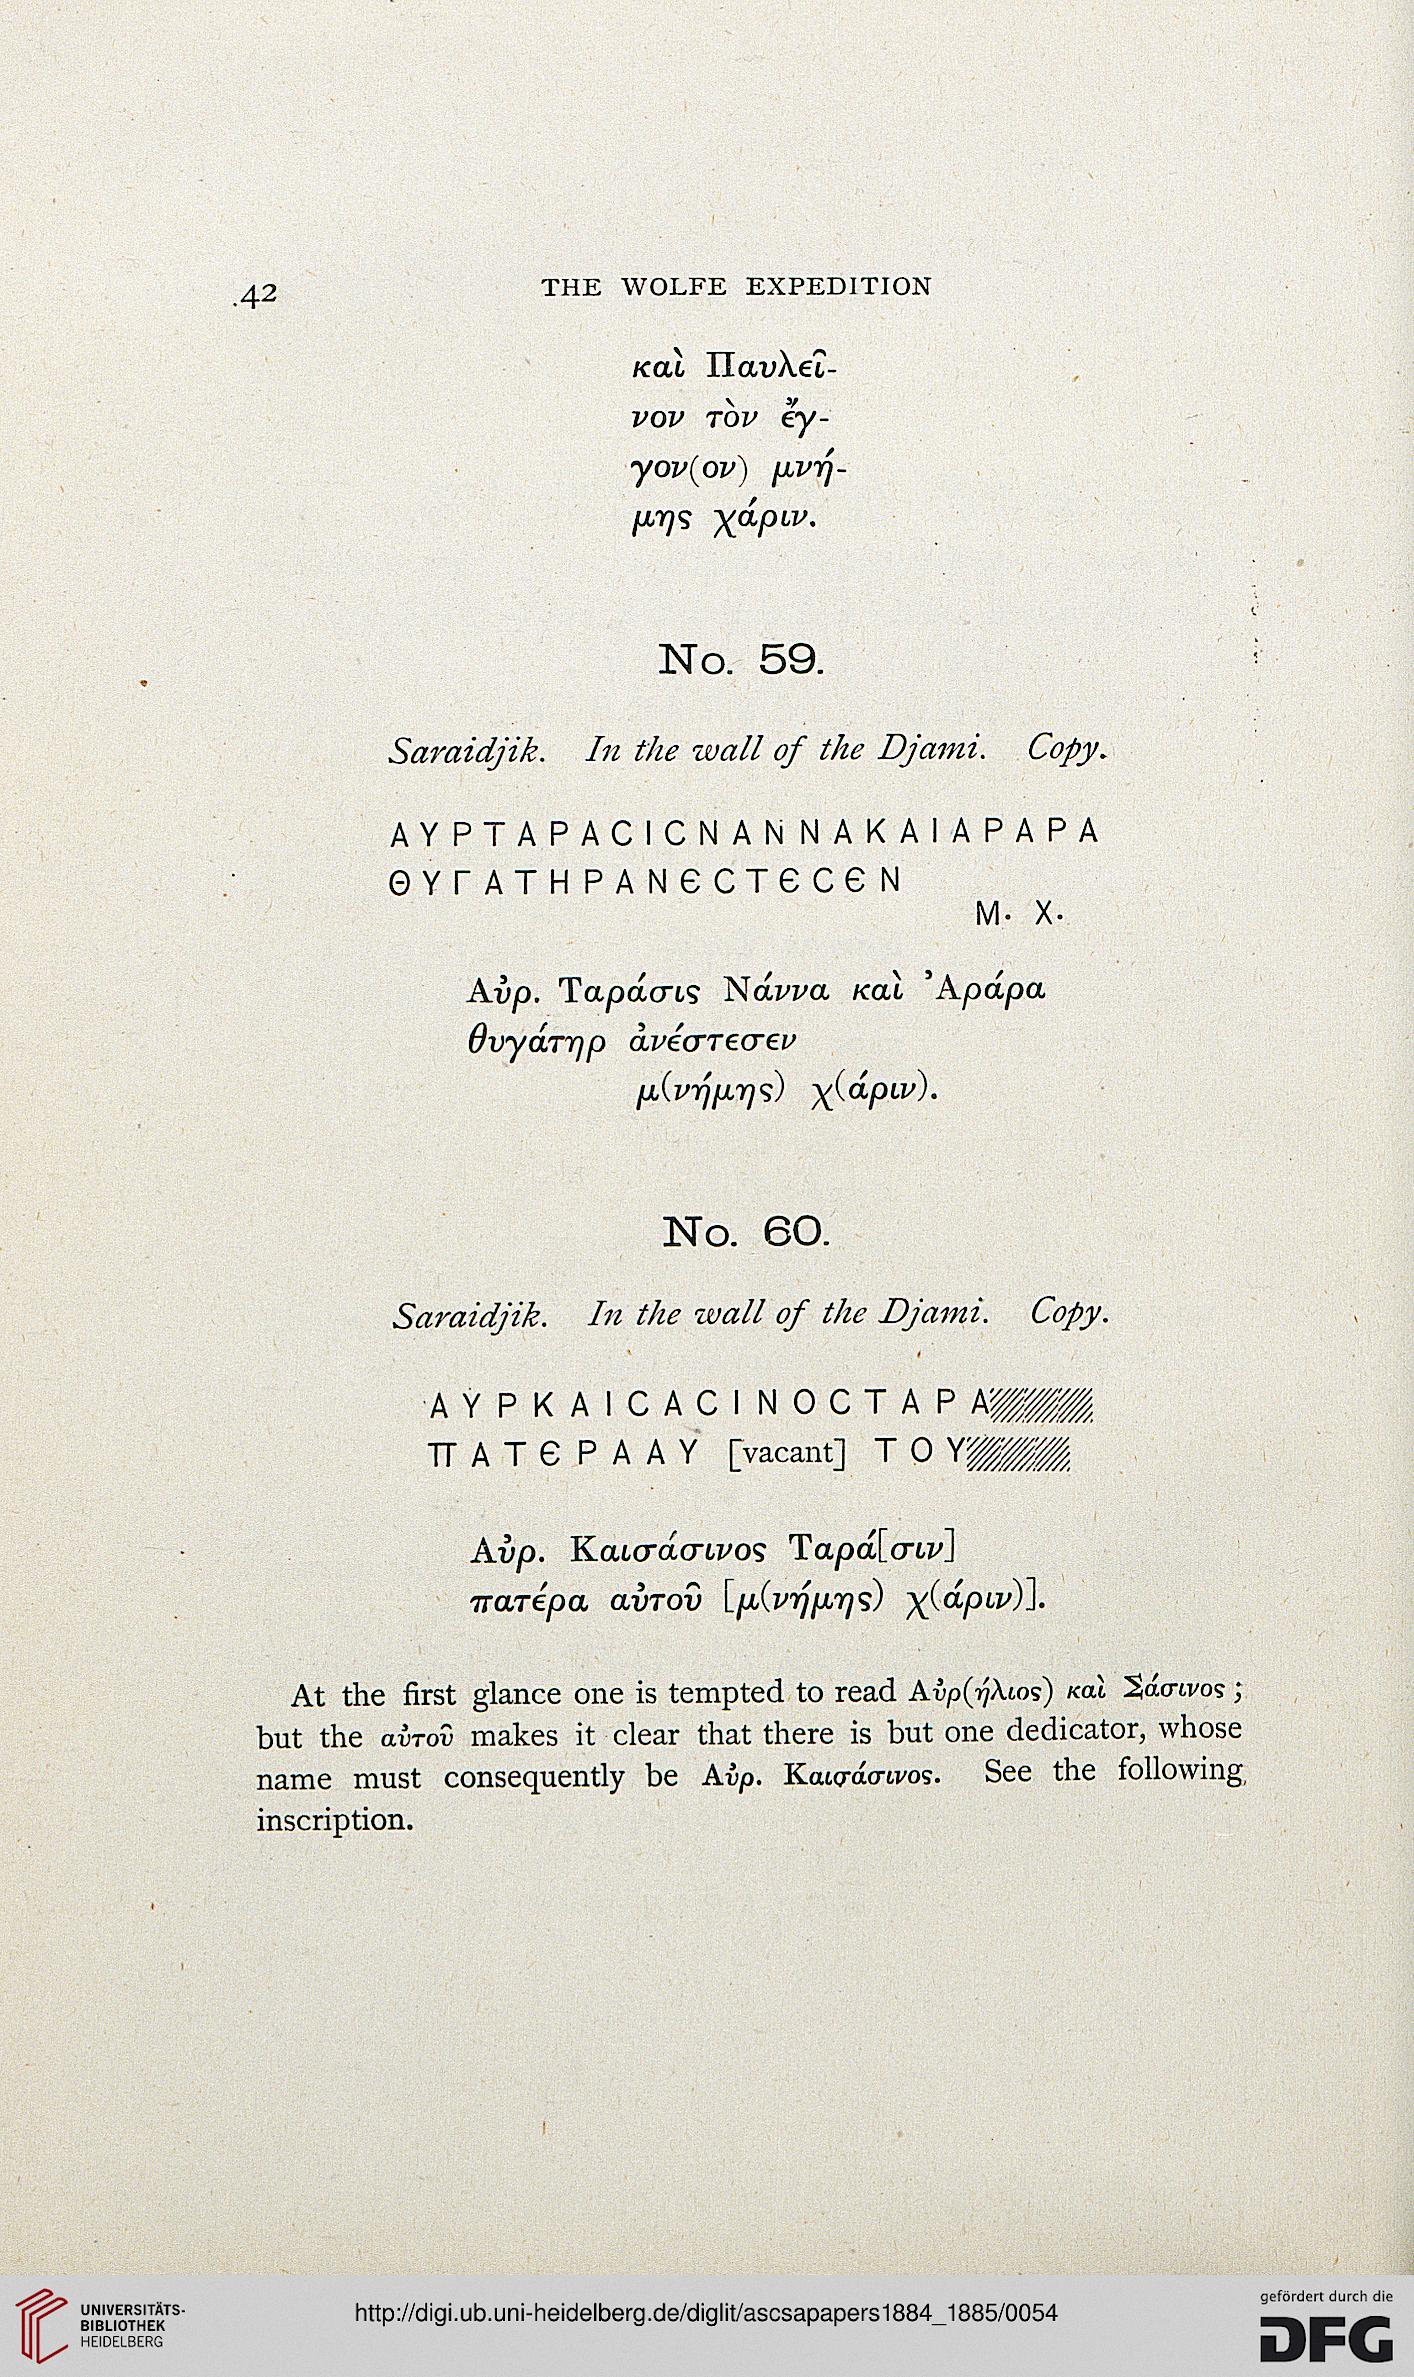 .42
THE WOLFE EXPEDITION
καὶ Παυλεῖ-
νον τὸν ἔγ-
γον(ον) μνή-
μης χάριν.
No. 59.
Saraidjik. In the wall of the Djami. Copy.
ΑΥΡΤΑΡΑCΙCΝΑΝΝΑΚΑΙΑΡΑΡΑ
ΘΥΓΑΤΗΡΑΝЄCΤЄCЄΝ
Μ. Χ.
Αὐρ. Ταράσις Νάννα καὶ Ἀράρα
θυγάτηρ ἀνέστεσεν
μ(νήμης) χ(άριν).
No. 60.
Saraidjik. In the wall of the Djami. Copy.
ΑΥΡΚΑΙCΑCΙΝΟCΤΑΡΑ
ΠΑΤЄΡΑΑΥ [vacant] ΤΟΥ
Αὐρ. Καισάσινος Ταρά[σιν]
πατέρα αὐτοῦ [μ(νήμης) χ(άριν)].
At the first glance one is tempted to read Αὐρ(ήλιος) καὶ Σάσινος;
but the αὐτοῦ makes it clear that there is but one dedicator, whose
name must consequently be Αὐρ. Καισάσινος. See the following
inscription.
UNIVERSITÄTS-
BIBLIOTHEK
HEIDELBERG
http://digi.ub.uni-heidelberg.de/diglit/ascsapapers1884_1885/0054
gefördert durch die
DFG